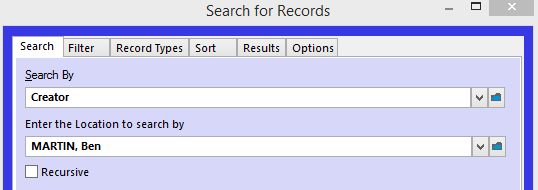 Search for Records
Search Filter Record Types Sort Results Options
Search By
Creator
Enter the Location to search by
MARTIN, Ben
Recursive